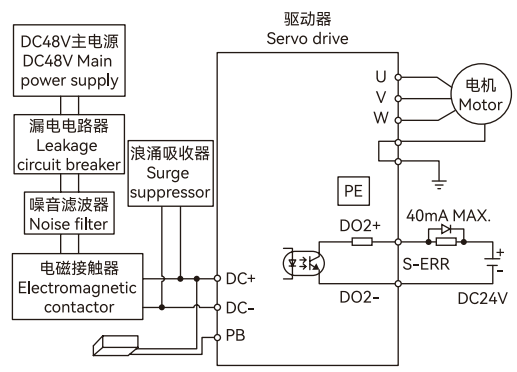 驱动器
Servo drive
DC48V主电源
DC48V Main
power supply
漏电电路器
Leakage
circuit breaker
浪涌吸收器
Surge
suppressor
噪音滤波器
Noise filter
电磁接触器
Electromagnetic
contactor
DC+
DC-
PB
U
V
W
电机
Motor
PE
DO2+
40mA MAX.
S-ERR
DO2-
+
-
DC24V